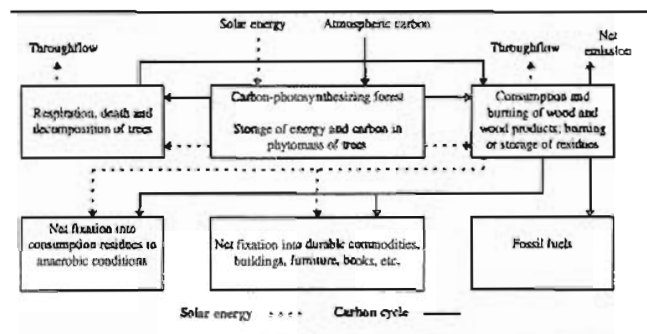 Solar energy
Atmospheric carbon
Throughflow
Throughflow
Net
emission
Respiration, death and
decomposition of trees
Carbon-photosynthesizing forest
Storage of energy and carbon in
phytomass of trees
Consumption and
burning of wood and
wood products; burning
or storage of residues
Net fixation into
consumption residues in
anaerobic conditions
Net fixation into durable commodities,
buildings, furniture, books, etc.
Fossil fuels
Solar energy
Carbon cycle